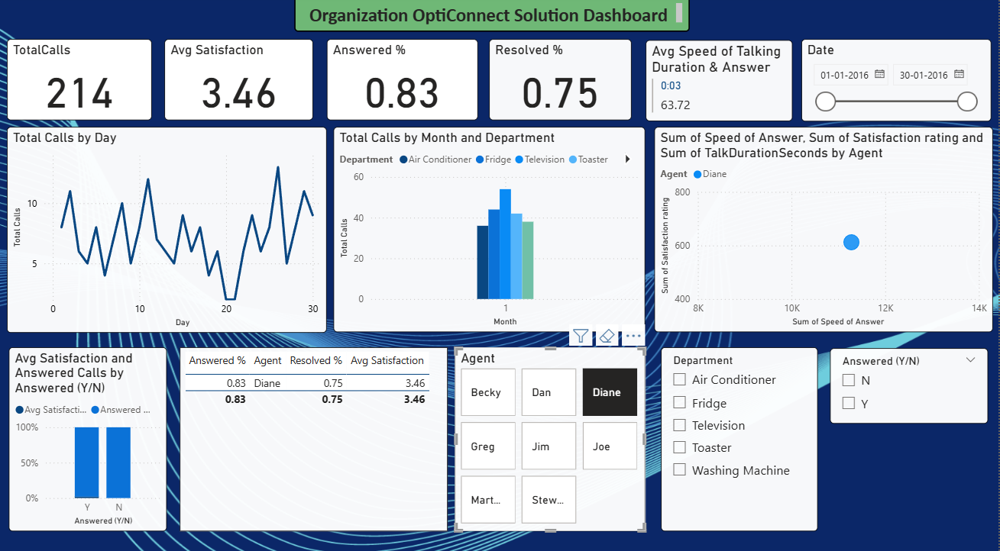 Organization OptiConnect Solution Dashboard
TotalCalls
214
Avg Satisfaction
3.46
Answered %
0.83
Resolved %
0.75
Avg Speed of Talking
Duration & Answer
0:03
63.72
Date
01-01-2016 30-01-2016
Total Calls by Day
Total Calls
10
5
0 10 20 30
Day
Total Calls by Month and Department
Department Air Conditioner Fridge Television Toaster
Total Calls
60
40
20
0
1
Month
Sum of Speed of Answer, Sum of Satisfaction rating and
Sum of TalkDurationSeconds by Agent
Agent Diane
Sum of Satisfaction rating
800
600
400
8K 10K 12K 14K
Sum of Speed of Answer
Avg Satisfaction and
Answered Calls by
Answered (Y/N)
Avg Satisfacti... Answered ...
100%
50%
0%
Y N
Answered (Y/N)
Answered % Agent Resolved % Avg Satisfaction
0.83 Diane 0.75 3.46
0.83 0.75 3.46
Agent
Becky Dan Diane
Greg Jim Joe
Mart... Stew...
Department
Air Conditioner
Fridge
Television
Toaster
Washing Machine
Answered (Y/N)
N
Y